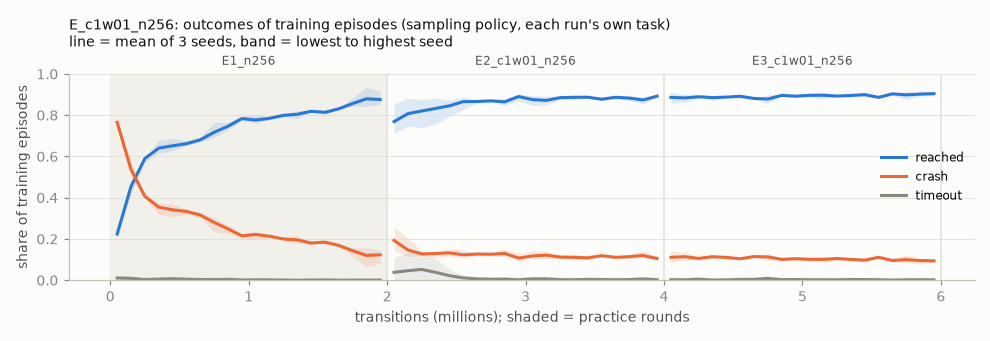 E_c1w01_n256: outcomes of training episodes (sampling policy, each run's own task)
line = mean of 3 seeds, band = lowest to highest seed
E1_n256
E2_c1w01_n256
E3_c1w01_n256
1.0
0.8
0.6
0.4
0.2
0.0
share of training episodes
reached
crash
timeout
0
1
2
3
4
5
6
transitions (millions); shaded = practice rounds